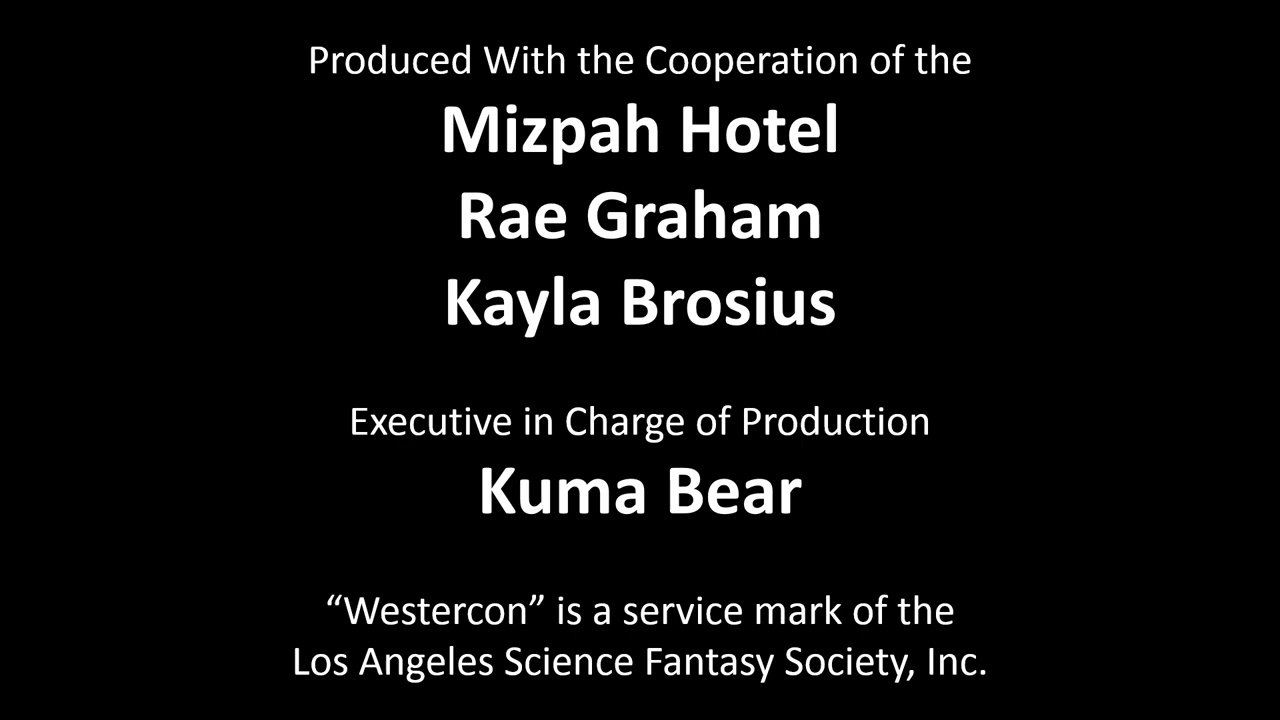 Produced With the Cooperation of the
Mizpah Hotel
Rae Graham
Kayla Brosius
Executive in Charge of Production
Kuma Bear
“Westercon” is a service mark of the
Los Angeles Science Fantasy Society, Inc.